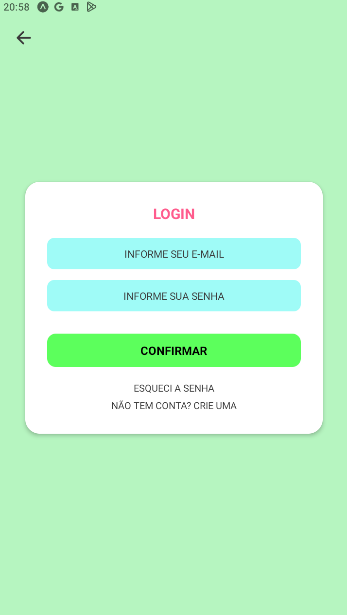 20:58
LOGIN
INFORME SEU E-MAIL
INFORME SUA SENHA
CONFIRMAR
ESQUECI A SENHA
NÃO TEM CONTA? CRIE UMA